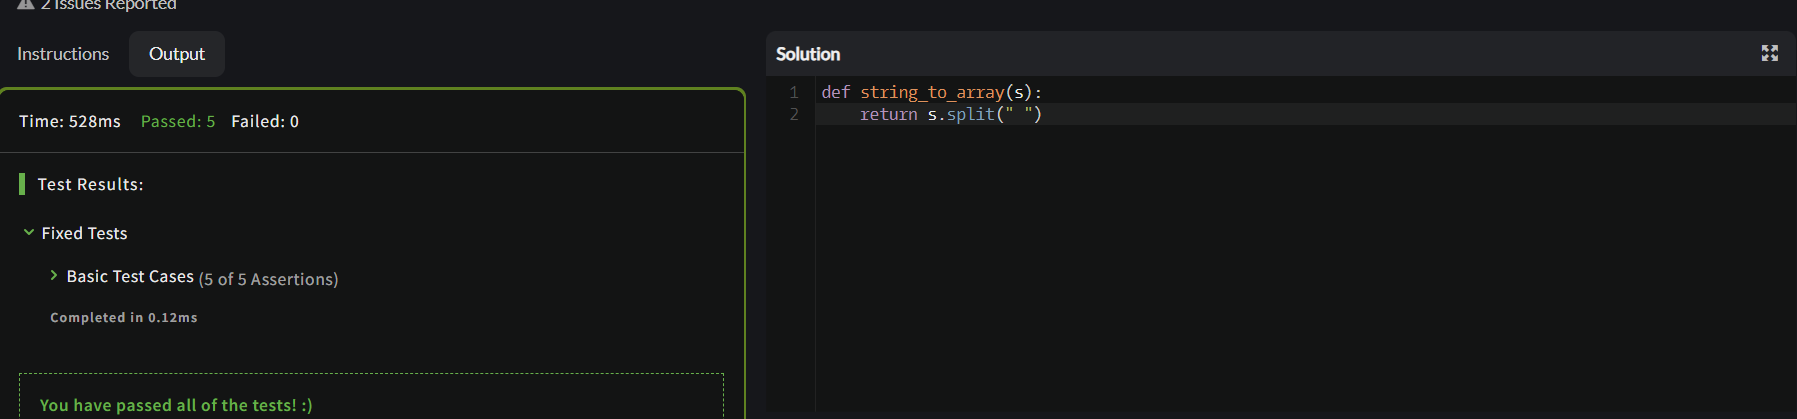 2 Issues Reported
Instructions
Output
Time: 528ms Passed: 5 Failed: 0
Test Results:
Fixed Tests
Basic Test Cases (5 of 5 Assertions)
Completed in 0.12ms
You have passed all of the tests! :)
Solution
1 def string_to_array(s):
2     return s.split(" ")